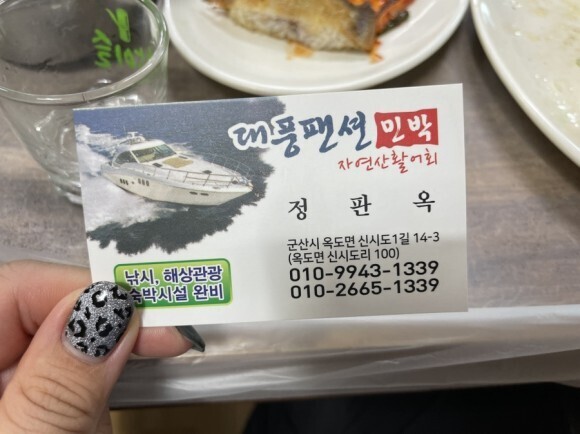 대풍팬션 민박
자연산활어회
정 판 옥
군산시 옥도면 신시도1길 14-3
(옥도면 신시도리 100)
010-9943-1339
010-2665-1339
낚시, 해상관광
숙박시설 완비